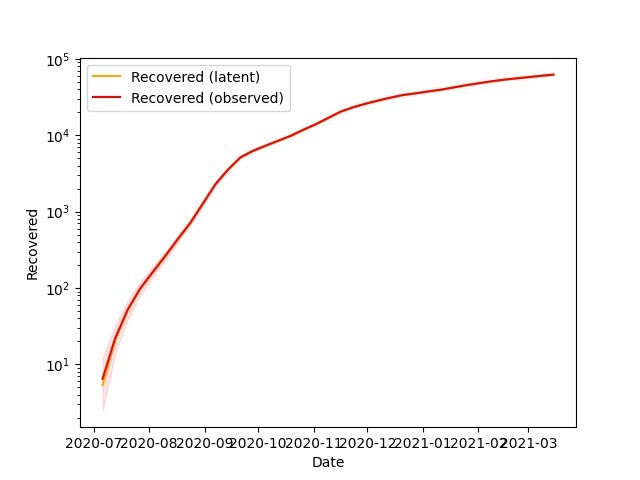 Recovered (latent)
Recovered (observed)
10^5
10^4
10^3
10^2
10^1
Recovered
2020-07 2020-08 2020-09 2020-10 2020-11 2020-12 2021-01 2021-02 2021-03
Date